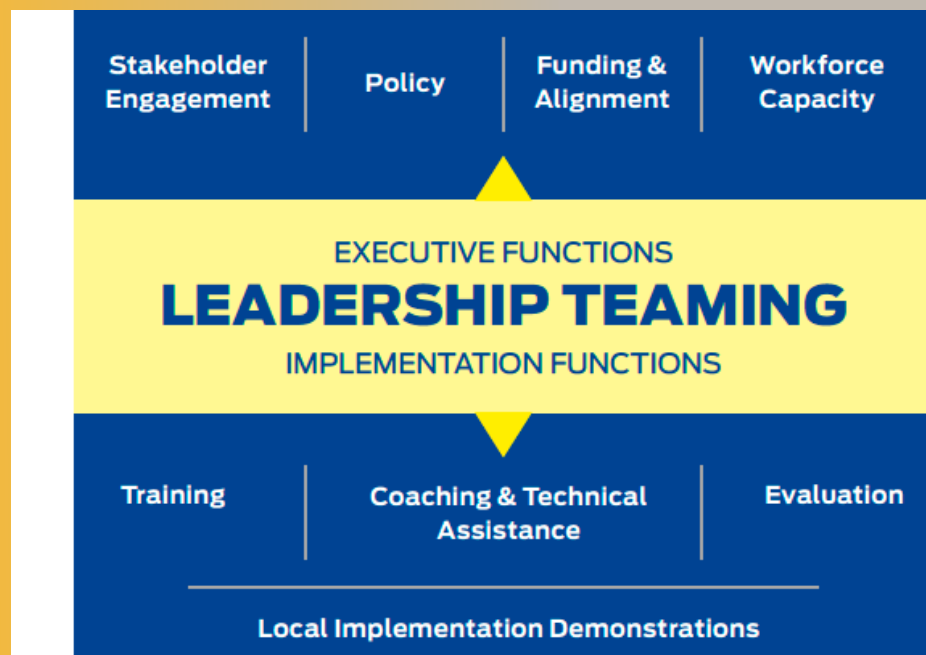 Stakeholder
Engagement
Policy
Funding &
Alignment
Workforce
Capacity
EXECUTIVE FUNCTIONS
LEADERSHIP TEAMING
IMPLEMENTATION FUNCTIONS
Training
Coaching & Technical
Assistance
Evaluation
Local Implementation Demonstrations